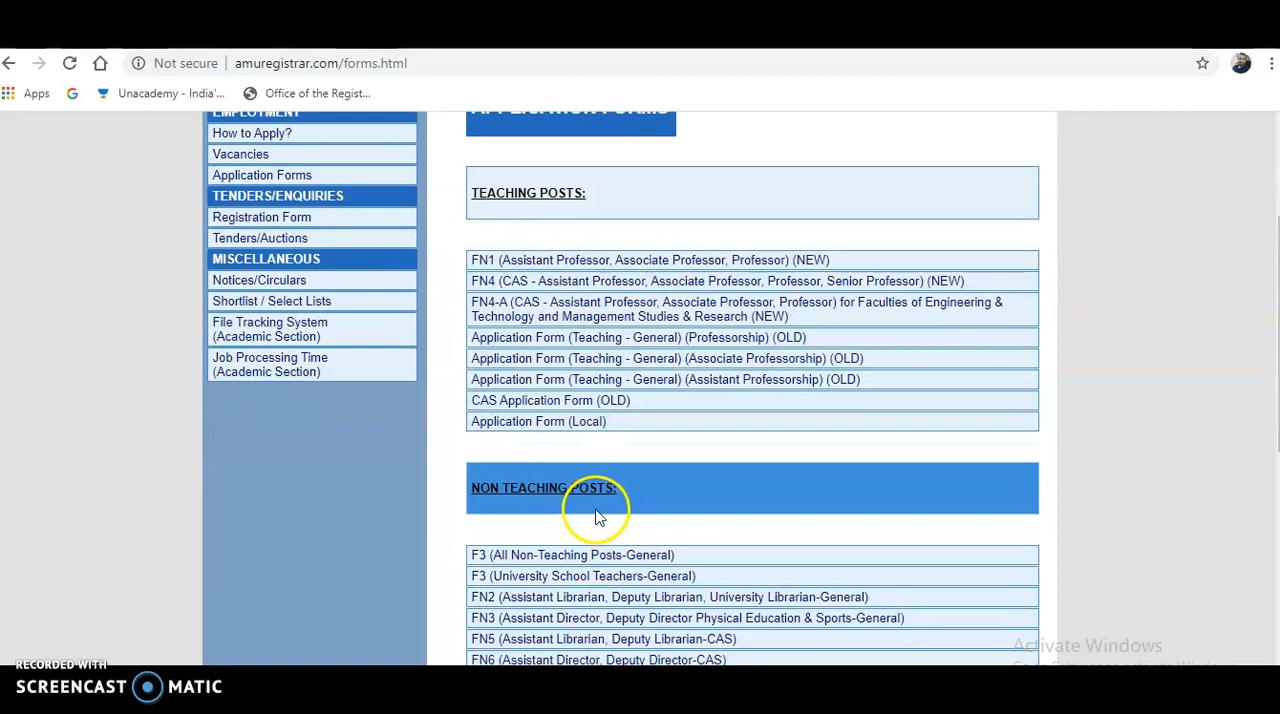 Not secure
amuregistrar.com/forms.html
Apps
Unacademy - India'...
Office of the Regist...
EMPLOYMENT
How to Apply?
Vacancies
Application Forms
TENDERS/ENQUIRIES
Registration Form
Tenders/Auctions
MISCELLANEOUS
Notices/Circulars
Shortlist / Select Lists
File Tracking System
(Academic Section)
Job Processing Time
(Academic Section)
APPLICATION FORMS
TEACHING POSTS:
FN1 (Assistant Professor, Associate Professor, Professor) (NEW)
FN4 (CAS - Assistant Professor, Associate Professor, Professor, Senior Professor) (NEW)
FN4-A (CAS - Assistant Professor, Associate Professor, Professor) for Faculties of Engineering &
Technology and Management Studies & Research (NEW)
Application Form (Teaching - General) (Professorship) (OLD)
Application Form (Teaching - General) (Associate Professorship) (OLD)
Application Form (Teaching - General) (Assistant Professorship) (OLD)
CAS Application Form (OLD)
Application Form (Local)
NON TEACHING POSTS:
F3 (All Non-Teaching Posts-General)
F3 (University School Teachers-General)
FN2 (Assistant Librarian, Deputy Librarian, University Librarian-General)
FN3 (Assistant Director, Deputy Director Physical Education & Sports-General)
FN5 (Assistant Librarian, Deputy Librarian-CAS)
FN6 (Assistant Director, Deputy Director-CAS)
Activate Windows
RECORDED WITH
SCREENCAST MATIC